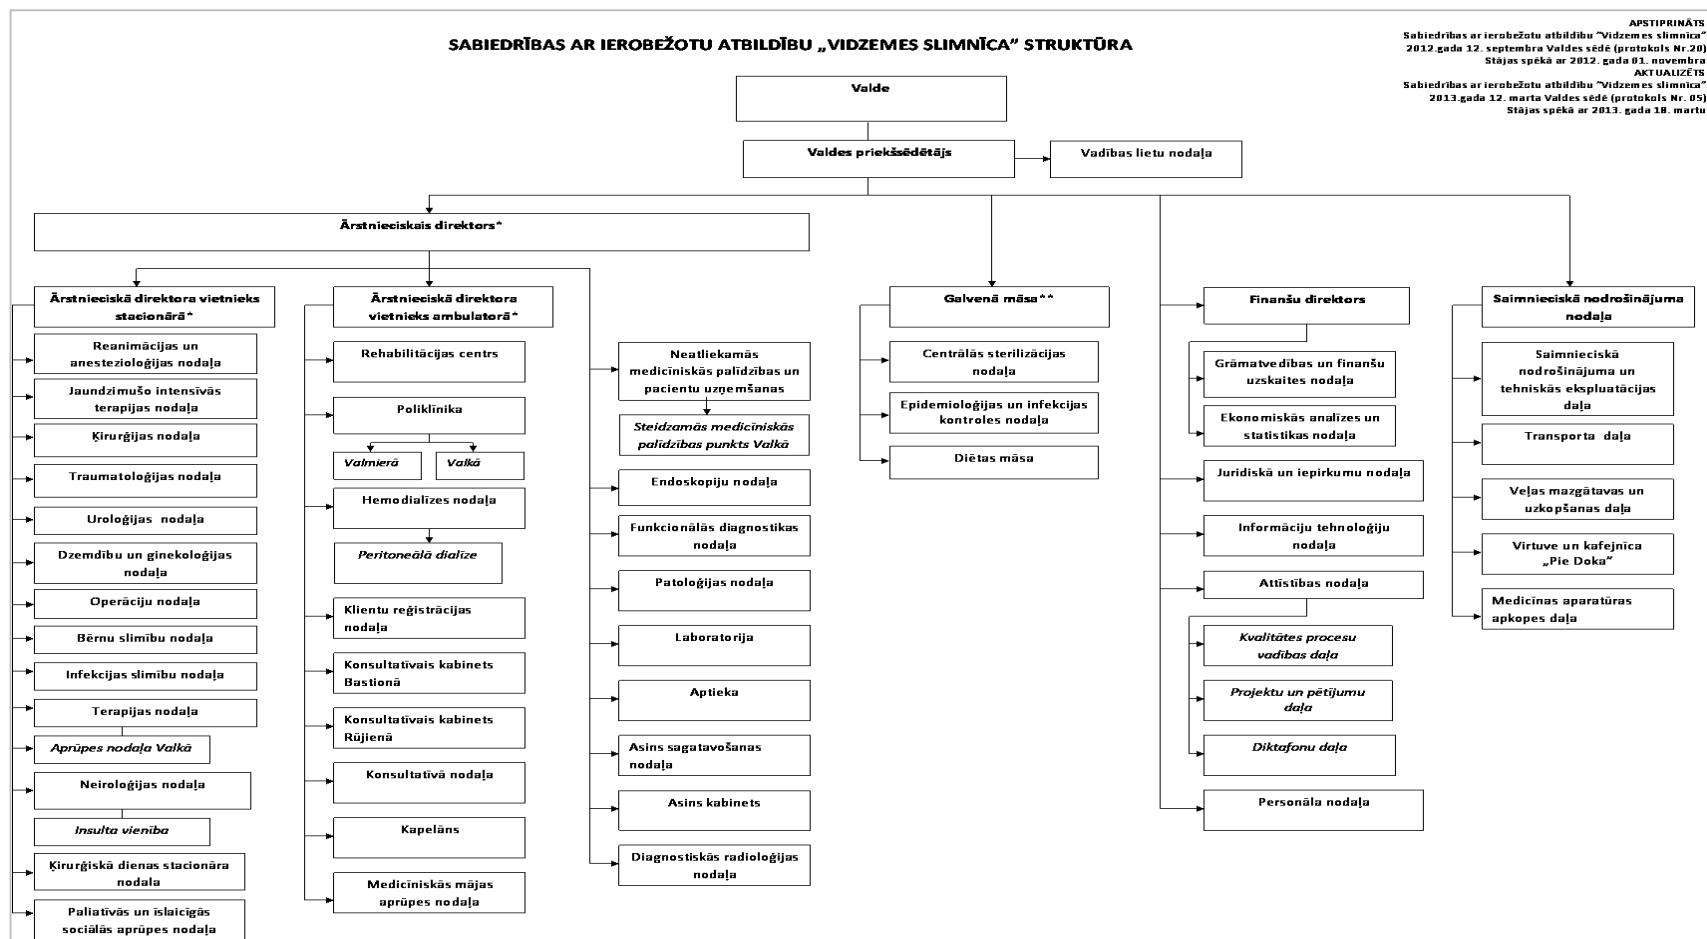 APSTIPRINĀTS
Sabiedrības ar ierobežotu atbildību "Vidzemes slimnīca"
2012.gada 12. septembra Valdes sēdē (protokols Nr.20)
Stājas spēkā ar 2012. gada 01. novembra
AKTUALIZĒTS
Sabiedrības ar ierobežotu atbildību "Vidzemes slimnīca"
2013.gada 12. marta Valdes sēdē (protokols Nr. 05)
Stājas spēkā ar 2013. gada 18. martu
SABIEDRĪBAS AR IEROBEŽOTU ATBILDĪBU „VIDZEMES SLIMNĪCA" STRUKTŪRA
Valde
Valdes priekšsēdētājs
Vadības lietu nodaļa
Ārstnieciskais direktors*
Ārstnieciskā direktora vietnieks
stacionārā*
Reanimācijas un
anestezioloģijas nodaļa
Jaundzimušo intensīvās
terapijas nodaļa
Ķirurģijas nodaļa
Traumatoloģijas nodaļa
Uroloģijas nodaļa
Dzemdību un ginekoloģijas
nodaļa
Operāciju nodaļa
Bērnu slimību nodaļa
Infekcijas slimību nodaļa
Terapijas nodaļa
Aprūpes nodaļa Valkā
Neiroloģijas nodaļa
Insulta vienība
Ķirurģiskā dienas stacionāra
nodala
Paliatīvās un īslaicīgās
sociālās aprūpes nodaļa
Ārstnieciskā direktora
vietnieks ambulatorā*
Rehabilitācijas centrs
Poliklīnika
Valmierā
Valkā
Hemodialīzes nodaļa
Peritoneālā dialīze
Klientu reģistrācijas
nodaļa
Konsultatīvais kabinets
Bastionā
Konsultatīvais kabinets
Rūjienā
Konsultatīvā nodaļa
Kapelāns
Medicīniskās mājas
aprūpes nodaļa
Neatliekamās
medicīniskās palīdzības un
pacientu uzņemšanas
Steidzamās medicīniskās
palīdzības punkts Valkā
Endoskopiju nodaļa
Funkcionālās diagnostikas
nodaļa
Patoloģijas nodaļa
Laboratorija
Aptieka
Asins sagatavošanas
nodaļa
Asins kabinets
Diagnostiskās radioloģijas
nodaļa
Galvenā māsa**
Centrālās sterilizācijas
nodaļa
Epidemioloģijas un infekcijas
kontroles nodaļa
Diētas māsa
Finanšu direktors
Grāmatvedības un finanšu
uzskaites nodaļa
Ekonomiskās analīzes un
statistikas nodaļa
Juridiskā un iepirkumu nodaļa
Informāciju tehnoloģiju
nodaļa
Attīstības nodaļa
Kvalitātes procesu
vadības daļa
Projektu un pētījumu
daļa
Diktafonu daļa
Personāla nodaļa
Saimnieciskā nodrošinājuma
nodaļa
Saimnieciskā
nodrošinājuma un
tehniskās ekspluatācijas
daļa
Transporta daļa
Veļas mazgātavas un
uzkopšanas daļa
Virtuve un kafejnīca
„Pie Doka"
Medicīnas aparatūras
apkopes daļa